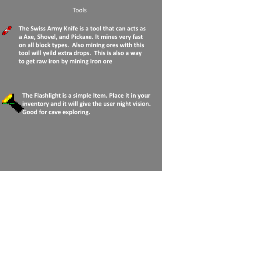 Tools
The Swiss Army Knife is a tool that can acts as
a Axe, Shovel, and Pickaxe. It mines very fast
on all block types.  Also mining ores with this
tool will yeild extra drops.  This is also a way
to get raw Iron by mining Iron ore
The Flashlight is a simple item. Place it in your
inventory and it will give the user night vision.
Good for cave exploring.